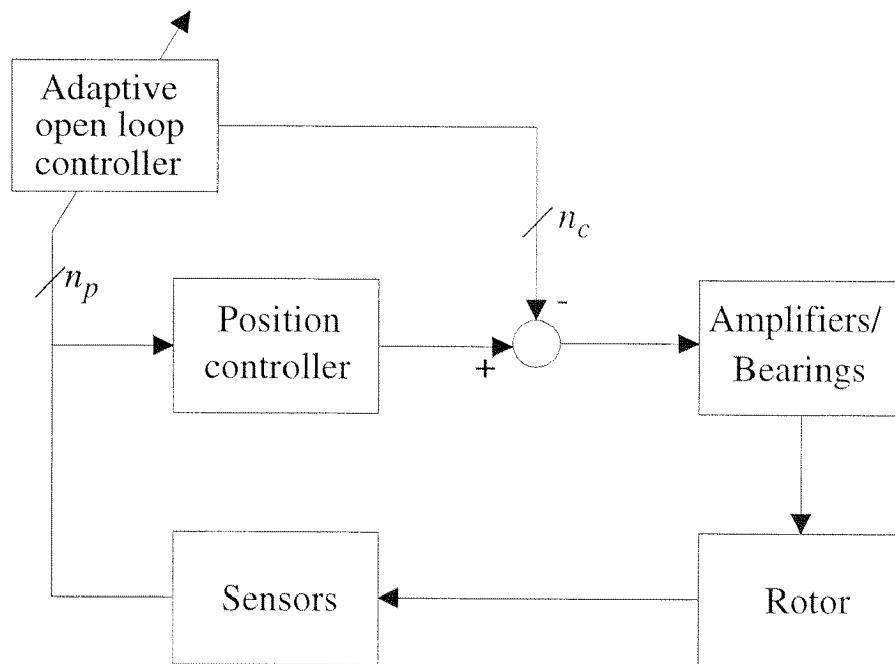 Adaptive
open loop
controller
n_c
n_p
Position
controller
-
+
Amplifiers/
Bearings
Sensors
Rotor